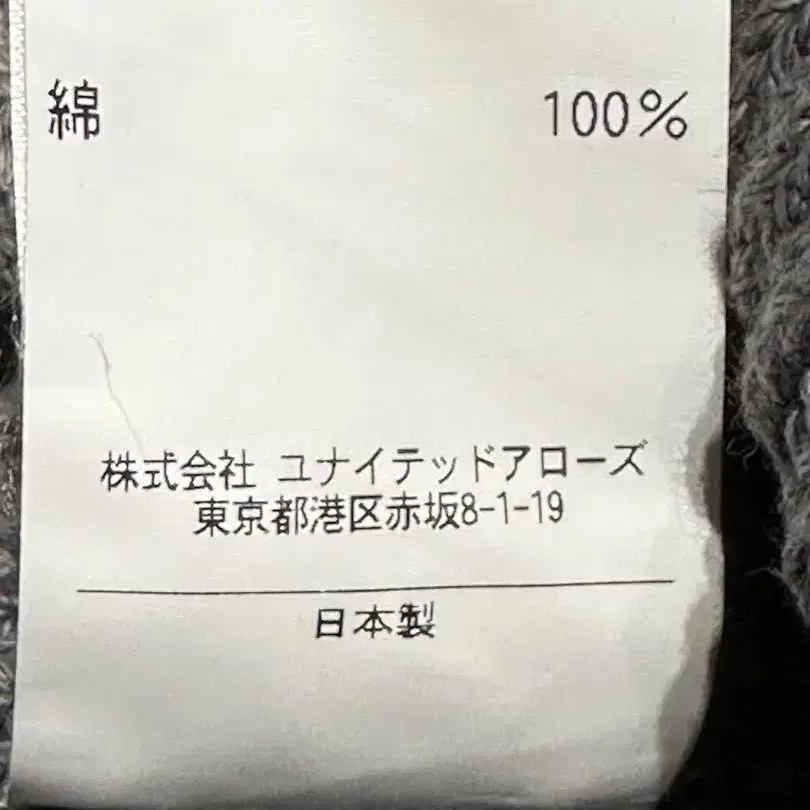 綿 100%
株式会社 ユナイテッドアローズ
東京都港区赤坂8-1-19
日本製